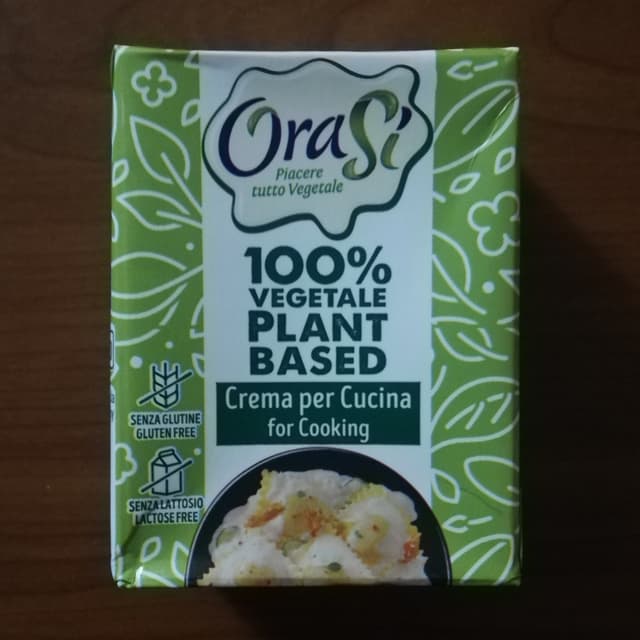 OraSì
Piacere
tutto Vegetale
100%
VEGETALE
PLANT
BASED
Crema per Cucina
for Cooking
SENZA GLUTINE
GLUTEN FREE
SENZA LATTOSIO
LACTOSE FREE